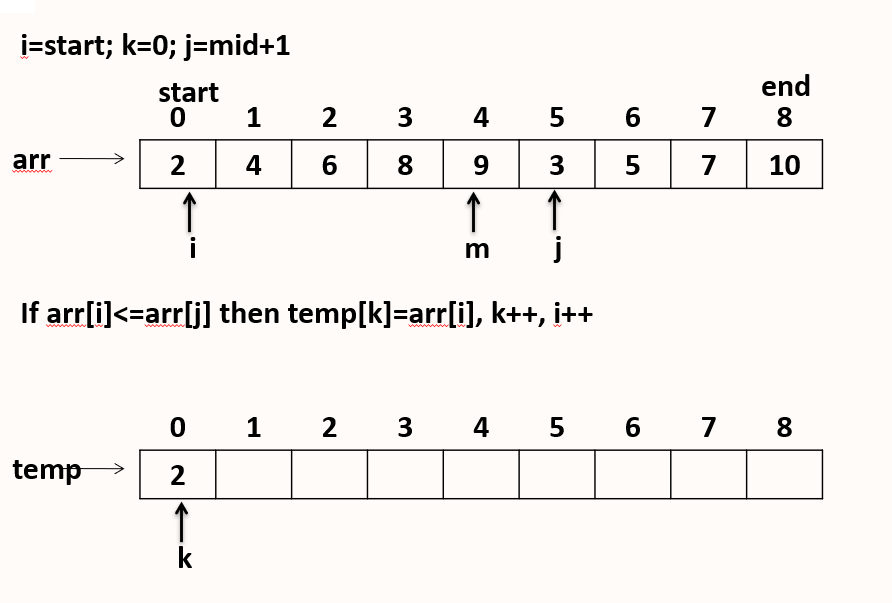 i=start; k=0; j=mid+1
start end
0 1 2 3 4 5 6 7 8
arr 2 4 6 8 9 3 5 7 10
i m j
If arr[i]<=arr[j] then temp[k]=arr[i], k++, i++
0 1 2 3 4 5 6 7 8
temp 2
k